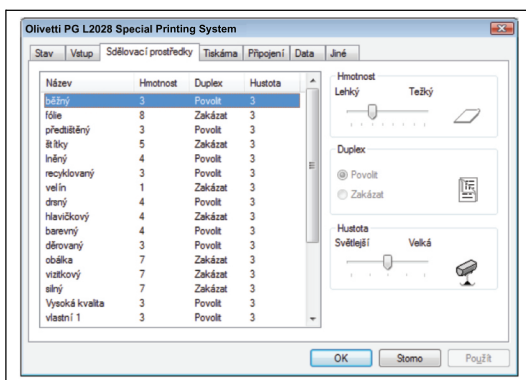 Olivetti PG L2028 Special Printing System
Stav Vstup Sdělovací prostředky Tiskárna Připojení Data Jiné
Název Hmotnost Duplex Hustota
běžný 3 Povolit 3
fólie 8 Zakázat 3
předtištěný 3 Povolit 3
štítky 5 Zakázat 3
lněný 4 Povolit 3
recyklovaný 3 Povolit 3
velín 1 Zakázat 3
drsný 4 Povolit 3
hlavičkový 4 Povolit 3
barevný 4 Povolit 3
děrovaný 3 Povolit 3
obálka 7 Zakázat 3
vizitkový 7 Zakázat 3
silný 7 Zakázat 3
Vysoká kvalita 3 Povolit 3
vlastní 1 3 Povolit 3
Hmotnost
Lehký Težký
Duplex
Povolit
Zakázat
Hustota
Světlejší Velká
OK Storno Použít